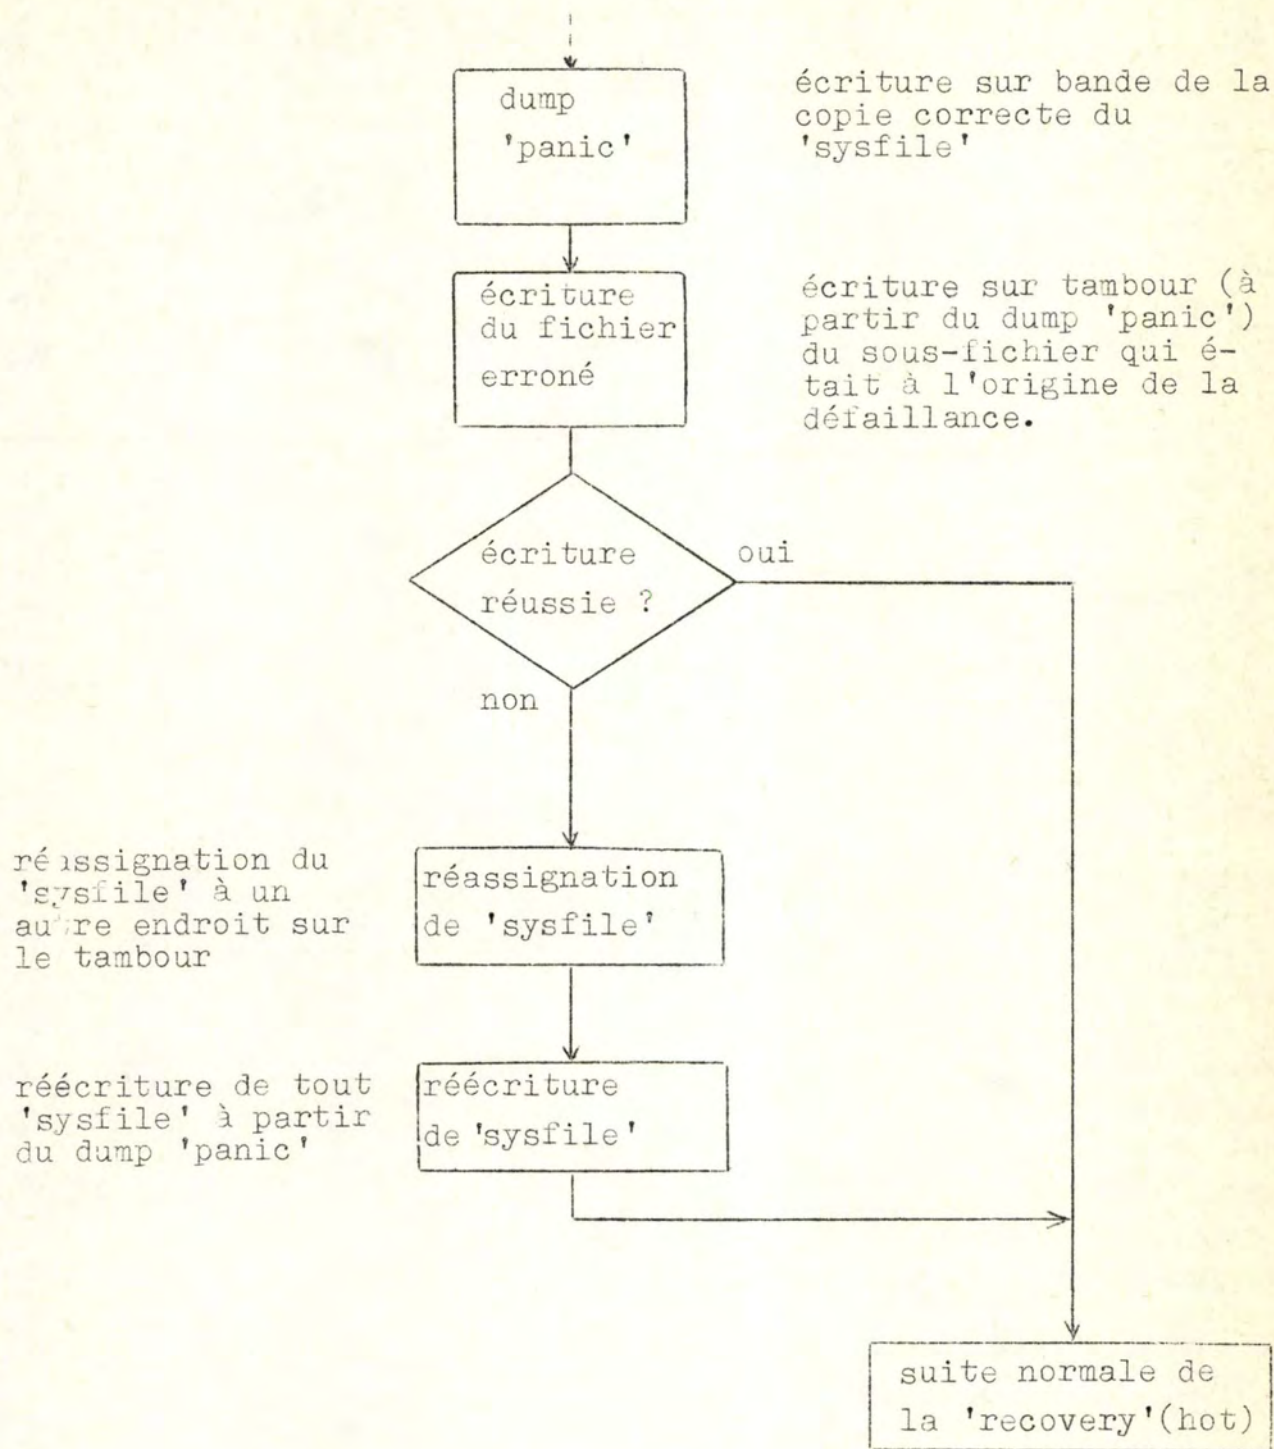 dump
'panic'
écriture sur bande de la
copie correcte du
'sysfile'
écriture
du fichier
erroné
écriture sur tambour (à
partir du dump 'panic')
du sous-fichier qui é-
tait à l'origine de la
défaillance.
écriture
réussie ?
oui
non
réassignation du
'sysfile' à un
autre endroit sur
le tambour
réassignation
de 'sysfile'
réécriture de tout
'sysfile' à partir
du dump 'panic'
réécriture
de 'sysfile'
suite normale de
la 'recovery'(hot)